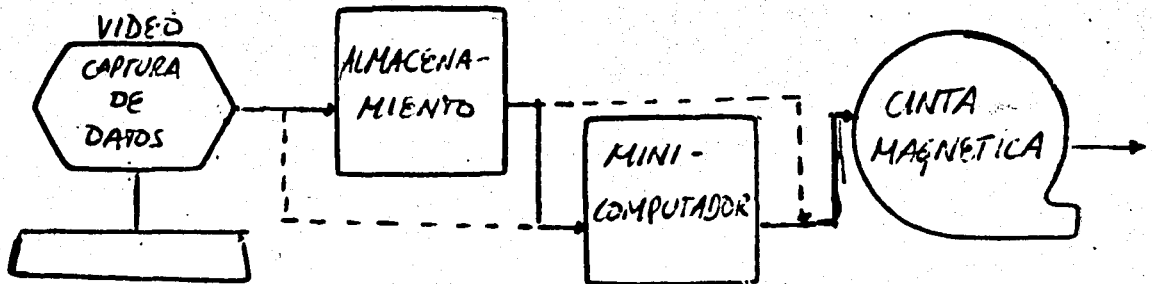 VIDEO
CAPTURA
DE
DATOS
ALMACENA-
MIENTO
MINI-
COMPUTADOR
CINTA
MAGNETICA